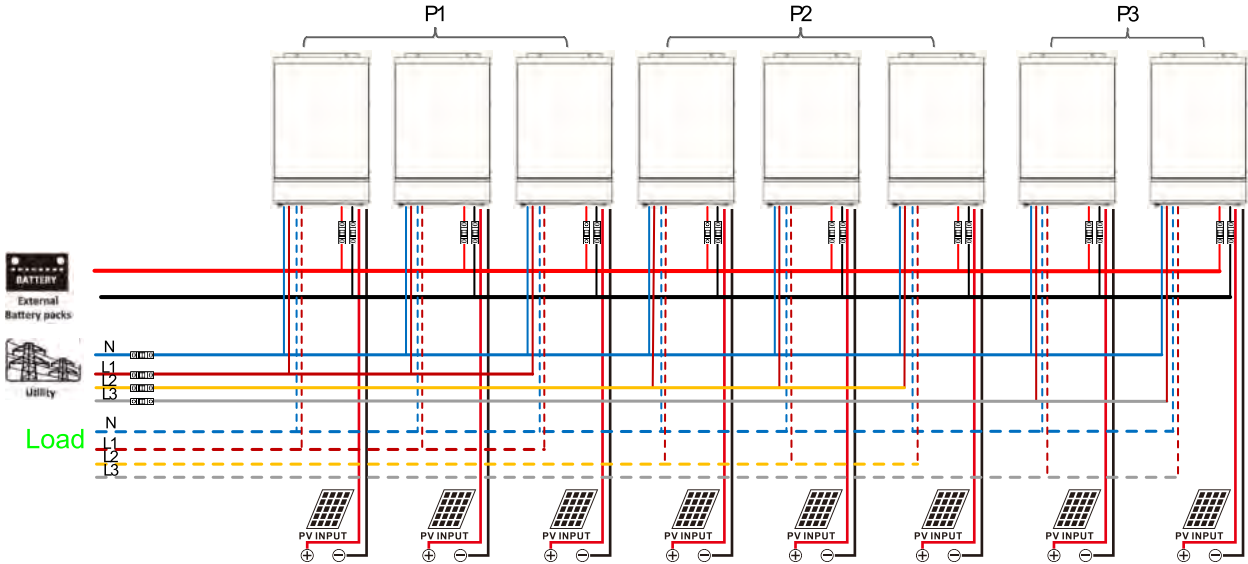 P1 P2 P3
BATTERY
External
Battery packs
Utility
N
L1
L2
L3
Load
N
L1
L2
L3
PV INPUT PV INPUT PV INPUT PV INPUT PV INPUT PV INPUT PV INPUT PV INPUT